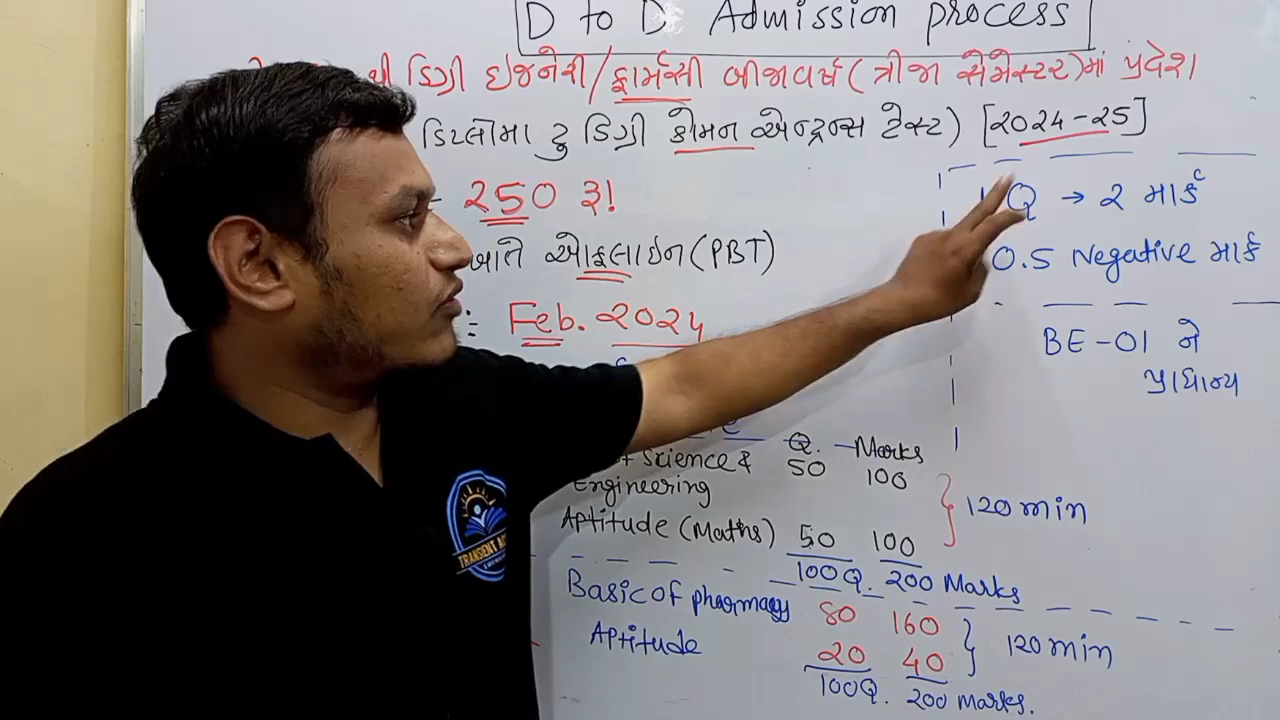 D to D Admission process
ડિગ્રી ઇજનેરી/ફાર્મસી બીજાવર્ષ (ત્રીજા સેમેસ્ટર)માં પ્રવેશ
ડિપ્લોમા ટુ ડિગ્રી કોમન એન્ટ્રન્સ ટેસ્ટ) [2024-25]
250 રૂ!
1 Q → 2 માર્ક
ઓફલાઇન (PBT)
0.5 Negative માર્ક
: Feb. 2024
BE-01 ને
પ્રાધાન્ય
Q. Marks
Science & 50 100
Engineering
120 min
Aptitude (Maths) 50 100
100Q. 200 Marks
Basic of pharmacy 80 160
Aptitude 20 40
120 min
100Q. 200 Marks.
TRANSIENT